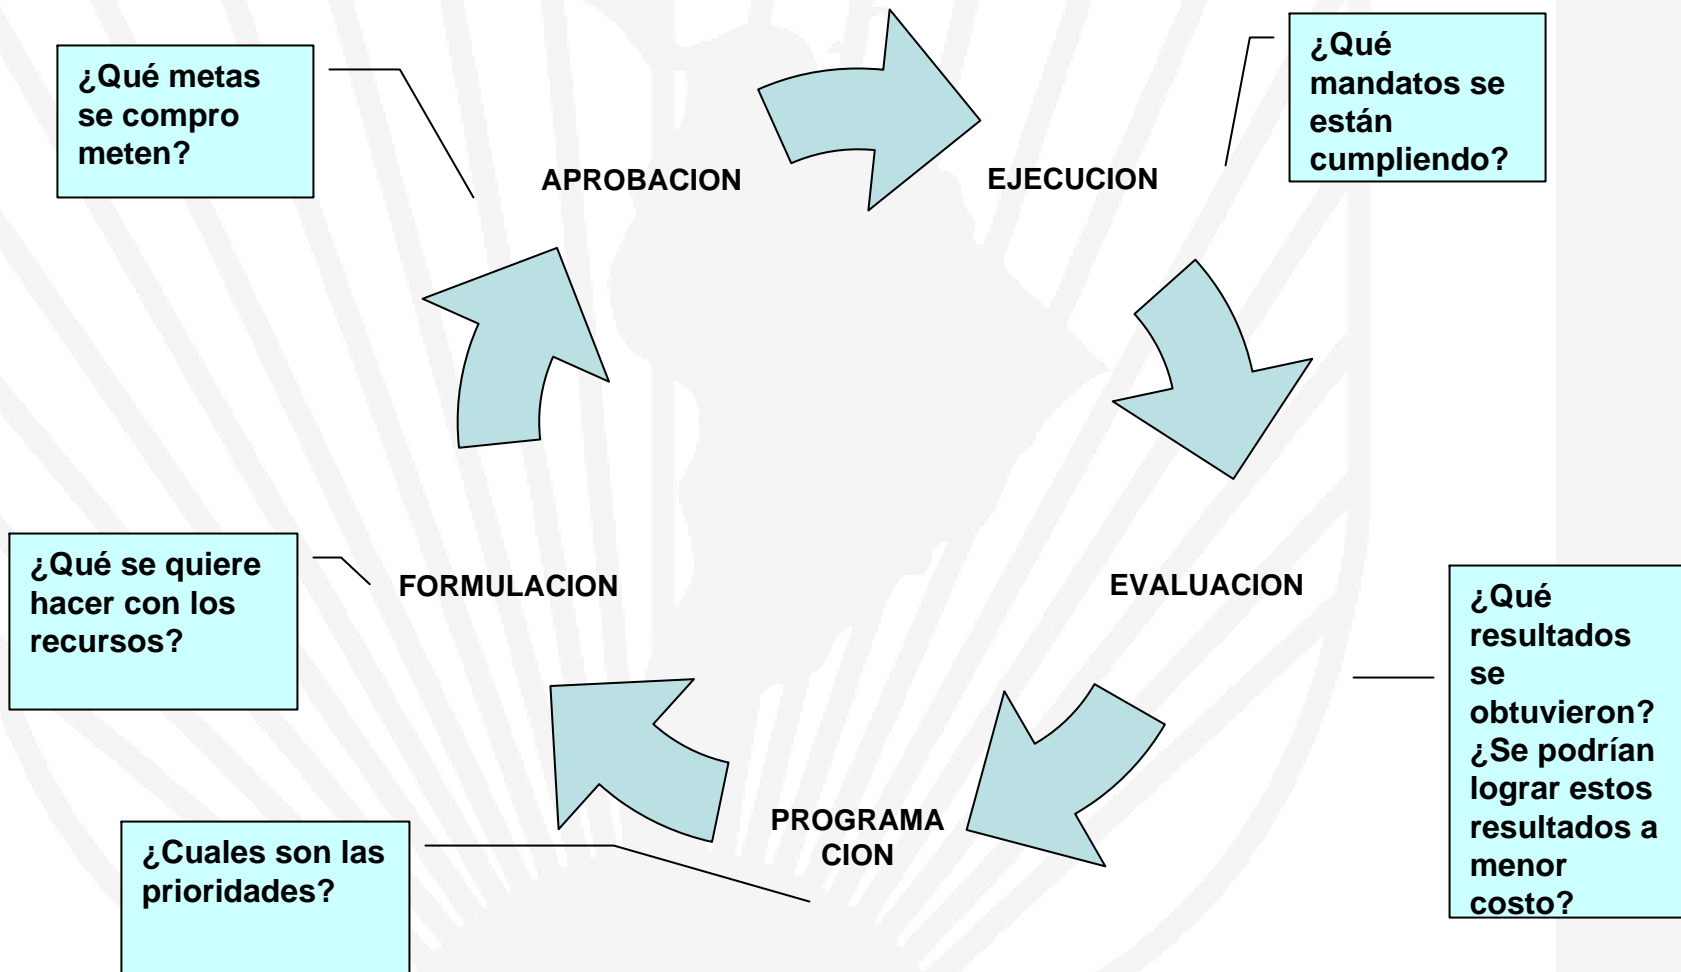 ¿Qué metas
se compro
meten?
APROBACION
EJECUCION
¿Qué
mandatos se
están
cumpliendo?
¿Qué se quiere
hacer con los
recursos?
FORMULACION
EVALUACION
¿Qué
resultados
se
obtuvieron?
¿Se podrían
lograr estos
resultados a
menor
costo?
PROGRAMA
CION
¿Cuales son las
prioridades?